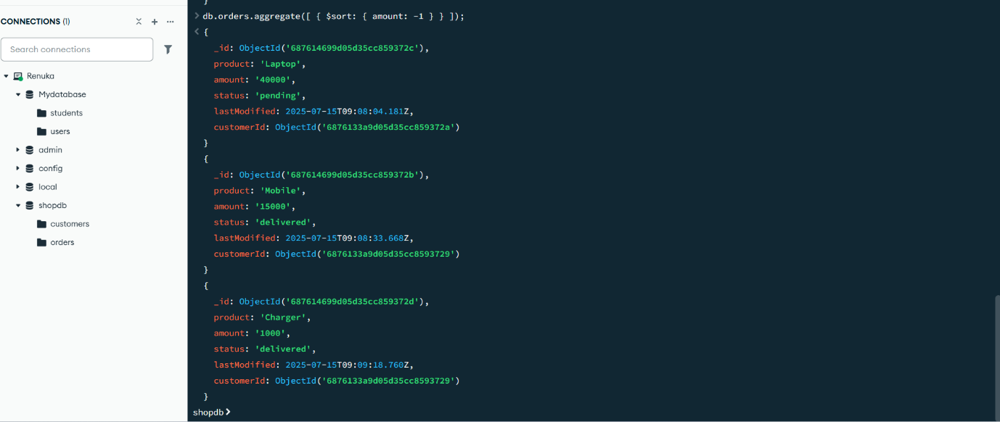 CONNECTIONS (1)
Search connections
Renuka
Mydatabase
students
users
admin
config
local
shopdb
customers
orders
}
> db.orders.aggregate([ { $sort: { amount: -1 } } ]);
< {
_id: ObjectId('687614699d05d35cc859372c'),
product: 'Laptop',
amount: '40000',
status: 'pending',
lastModified: 2025-07-15T09:08:04.181Z,
customerId: ObjectId('6876133a9d05d35cc859372a')
}
{
_id: ObjectId('687614699d05d35cc859372b'),
product: 'Mobile',
amount: '15000',
status: 'delivered',
lastModified: 2025-07-15T09:08:33.668Z,
customerId: ObjectId('6876133a9d05d35cc8593729')
}
{
_id: ObjectId('687614699d05d35cc859372d'),
product: 'Charger',
amount: '1000',
status: 'delivered',
lastModified: 2025-07-15T09:09:18.760Z,
customerId: ObjectId('6876133a9d05d35cc8593729')
}
shopdb>